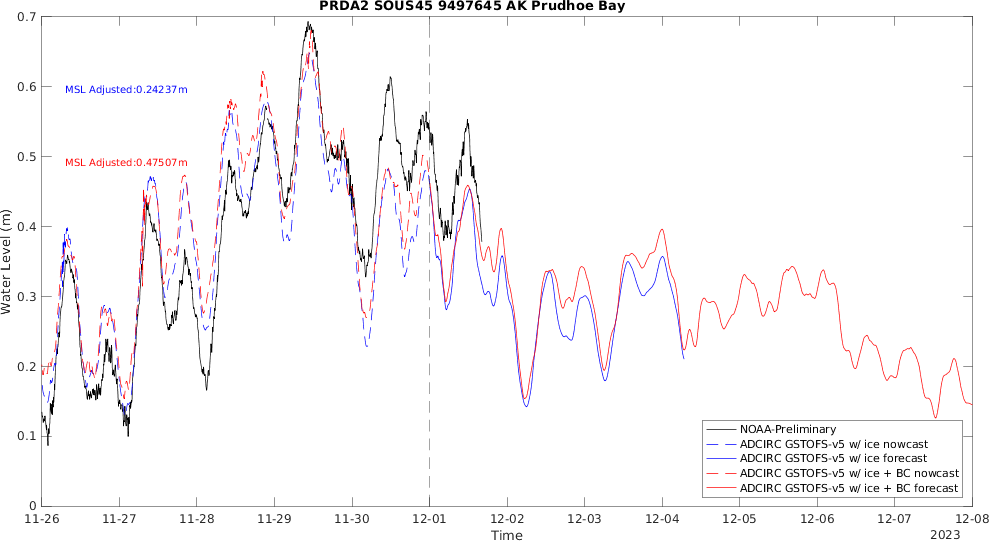 PRDA2 SOUS45 9497645 AK Prudhoe Bay
0.7
0.6
0.5
0.4
0.3
0.2
0.1
0
Water Level (m)
MSL Adjusted:0.24237m
MSL Adjusted:0.47507m
NOAA-Preliminary
ADCIRC GSTOFS-v5 w/ ice nowcast
ADCIRC GSTOFS-v5 w/ ice forecast
ADCIRC GSTOFS-v5 w/ ice + BC nowcast
ADCIRC GSTOFS-v5 w/ ice + BC forecast
11-26 11-27 11-28 11-29 11-30 12-01 12-02 12-03 12-04 12-05 12-06 12-07 12-08
Time
2023